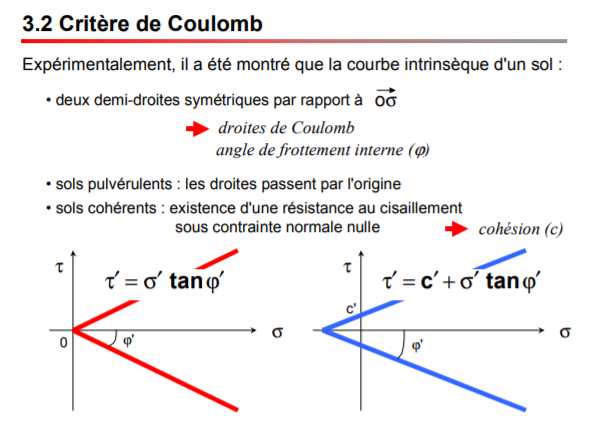 3.2 Critère de Coulomb
Expérimentalement, il a été montré que la courbe intrinsèque d'un sol :
• deux demi-droites symétriques par rapport à oσ
droites de Coulomb
angle de frottement interne (φ)
• sols pulvérulents : les droites passent par l'origine
• sols cohérents : existence d'une résistance au cisaillement
sous contrainte normale nulle
cohésion (c)
τ
τ′ = σ′ tanφ′
0
φ'
σ
τ
τ′ = c′ + σ′ tanφ′
c'
φ'
σ